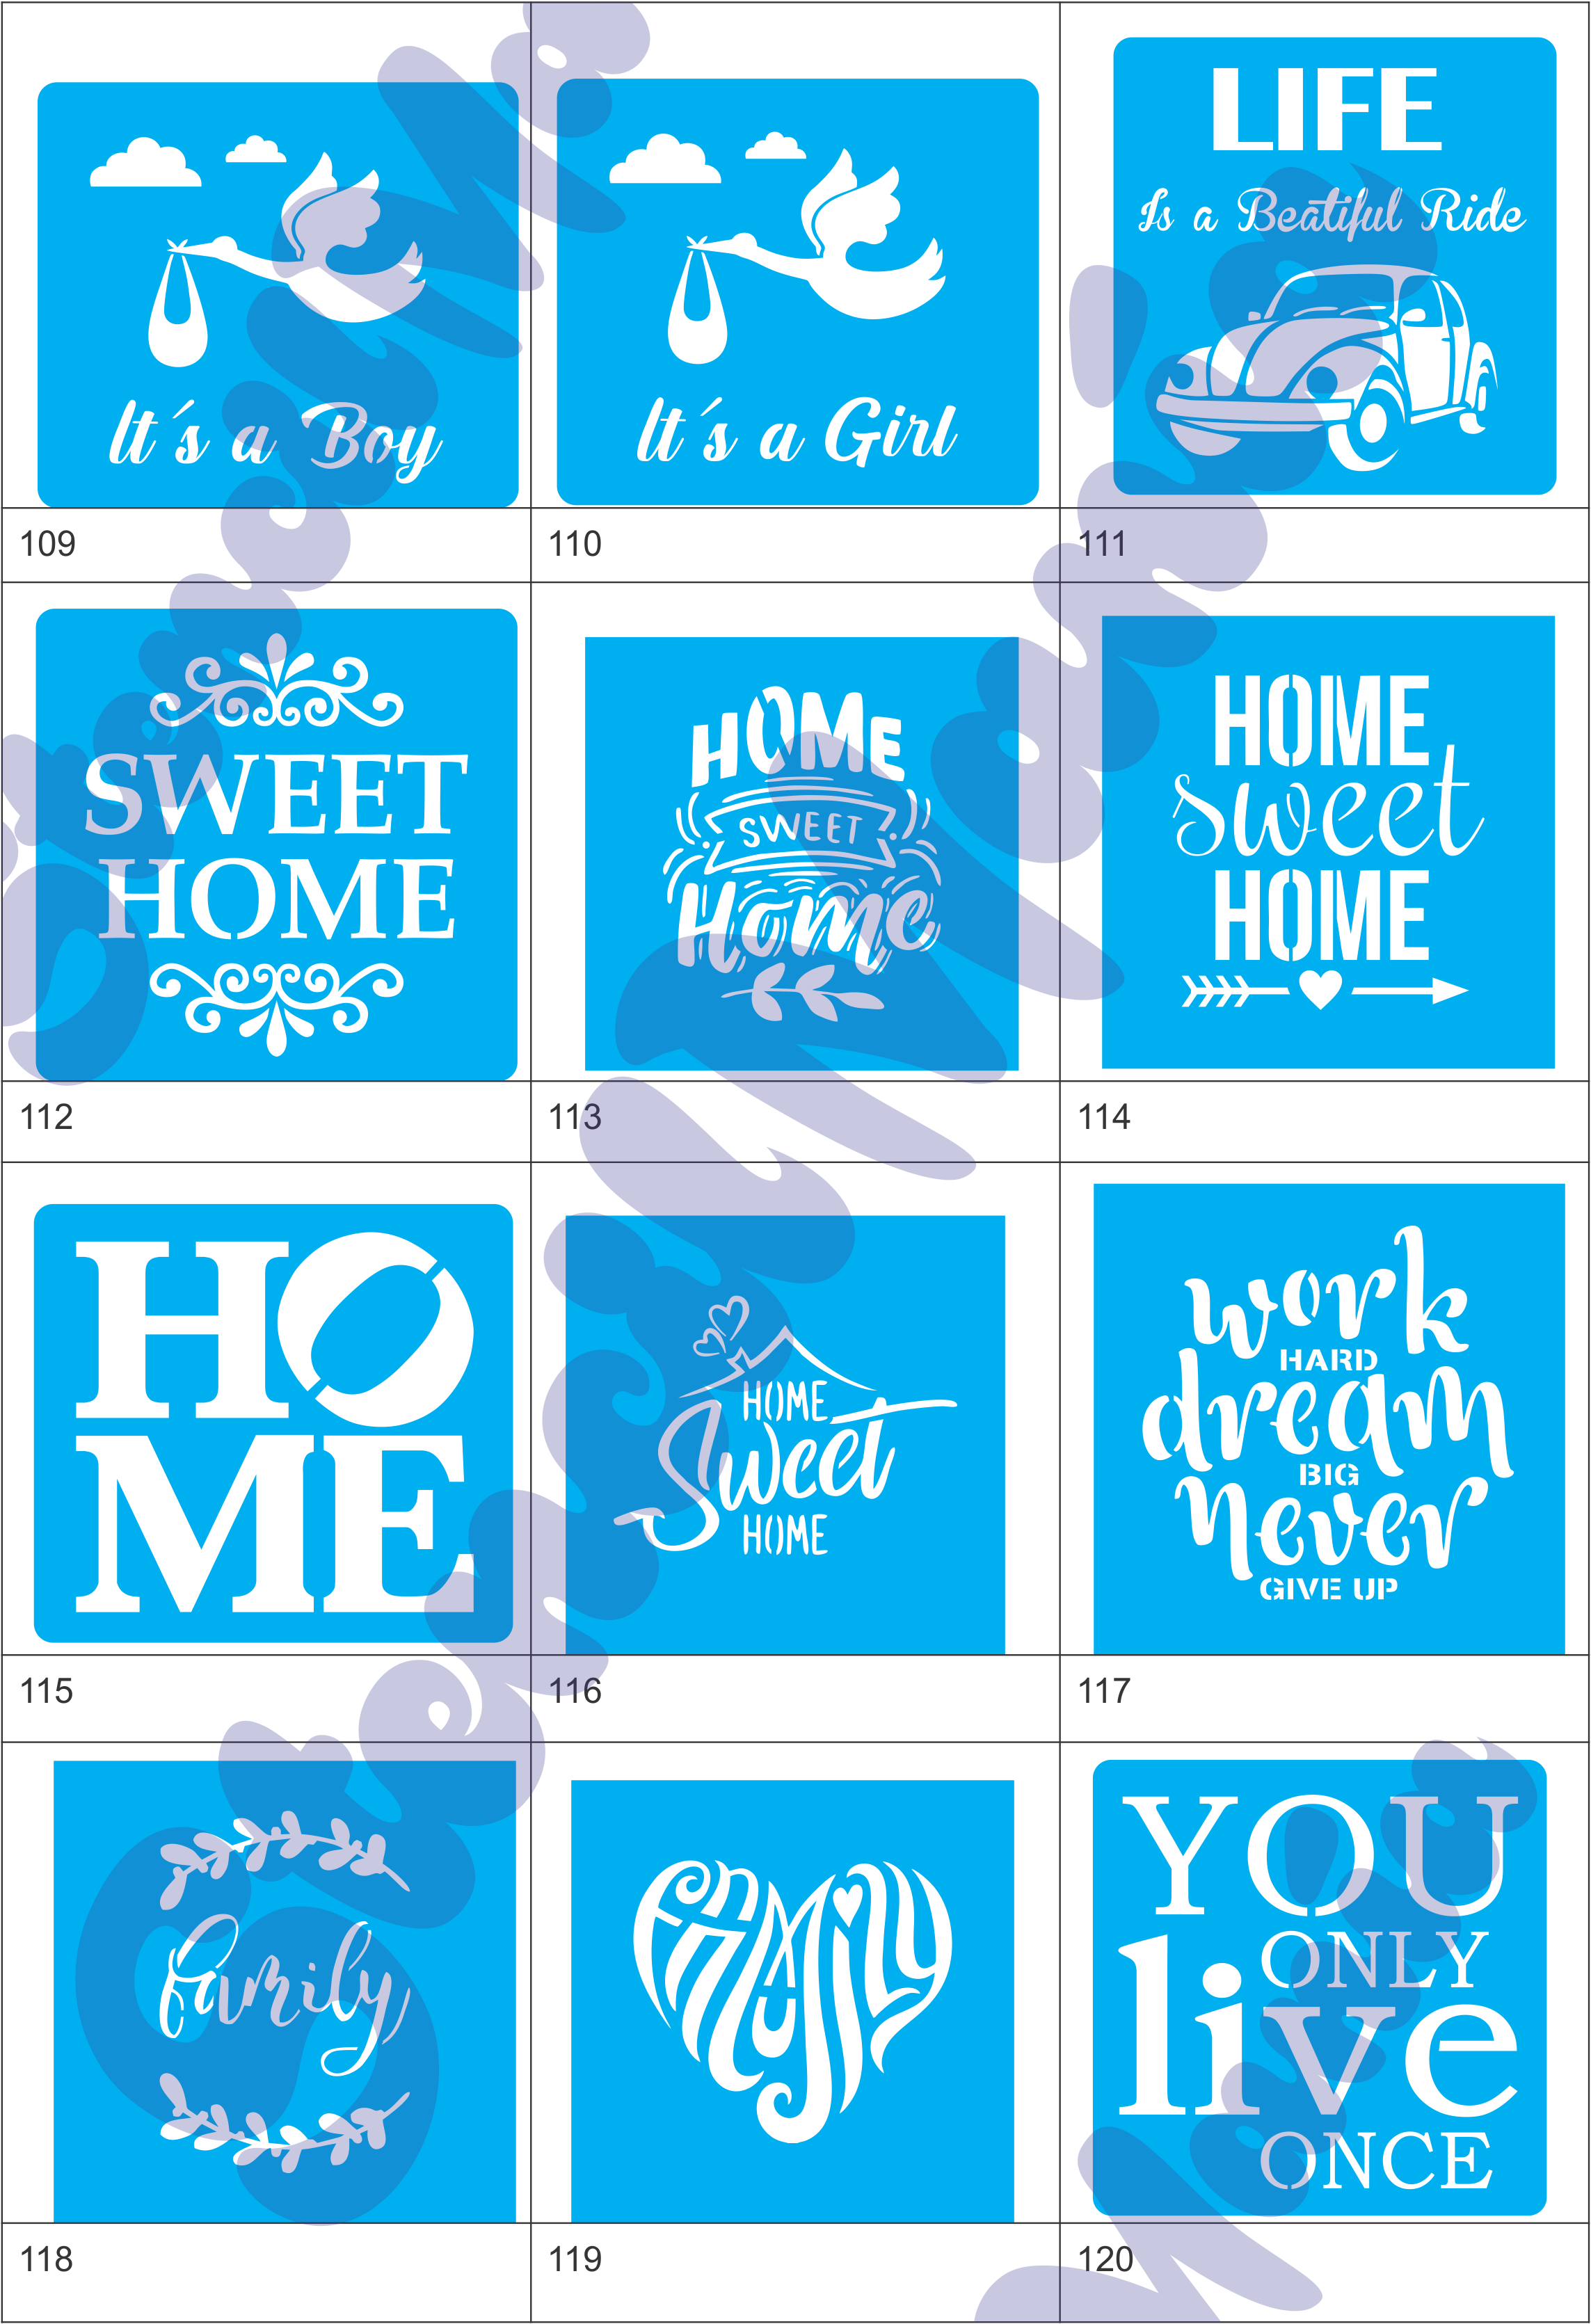 It's a Boy
It's a Girl
LIFE
Is a Beatiful Ride
109
110
111
SWEET
HOME
HOME
SWEET
Home
HOME
sweet
HOME
112
113
114
HO
ME
HOME
Sweet
HOME
work
HARD
dream
BIG
never
GIVE UP
115
116
117
family
family
YOU
ONLY
live
ONCE
118
119
120